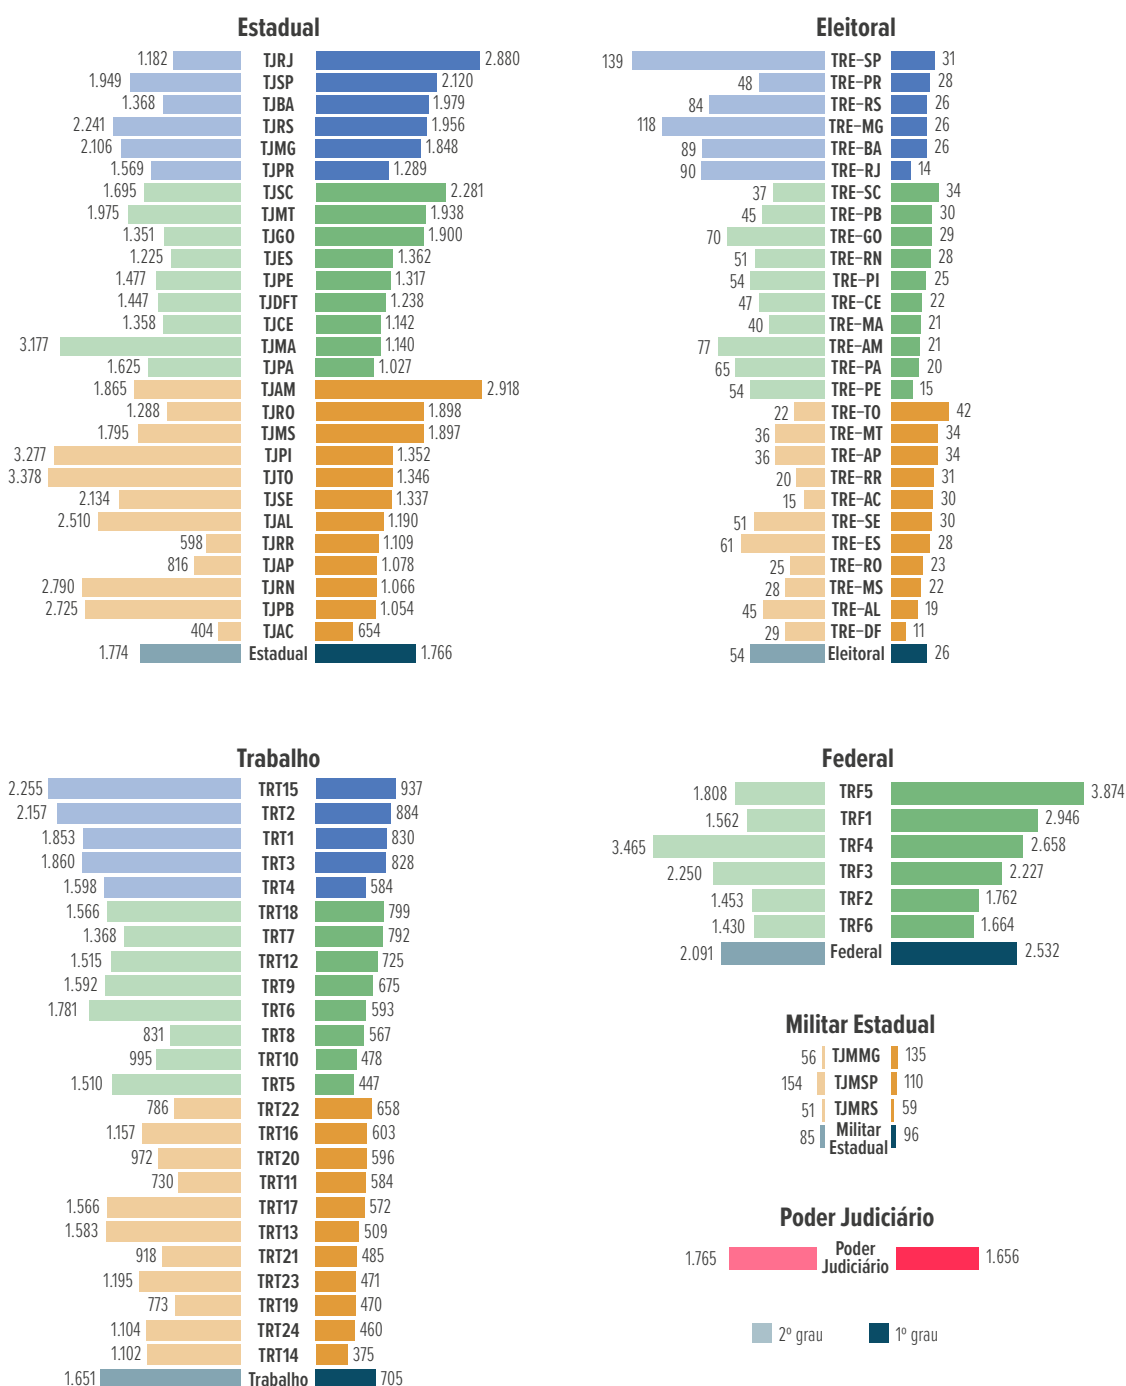 Estadual
1.182 TJRJ 2.880
1.949 TJSP 2.120
1.368 TJBA 1.979
2.241 TJRS 1.956
2.106 TJMG 1.848
1.569 TJPR 1.289
1.695 TJSC 2.281
1.975 TJMT 1.938
1.351 TJGO 1.900
1.225 TJES 1.362
1.477 TJPE 1.317
1.447 TJDFT 1.238
1.358 TJCE 1.142
3.177 TJMA 1.140
1.625 TJPA 1.027
1.865 TJAM 2.918
1.288 TJRO 1.898
1.795 TJMS 1.897
3.277 TJPI 1.352
3.378 TJTO 1.346
2.134 TJSE 1.337
2.510 TJAL 1.190
598 TJRR 1.109
816 TJAP 1.078
2.790 TJRN 1.066
2.725 TJPB 1.054
404 TJAC 654
1.774 Estadual 1.766
Eleitoral
139 TRE-SP 31
48 TRE-PR 28
84 TRE-RS 26
118 TRE-MG 26
89 TRE-BA 26
90 TRE-RJ 14
37 TRE-SC 34
45 TRE-PB 30
70 TRE-GO 29
51 TRE-RN 28
54 TRE-PI 25
47 TRE-CE 22
40 TRE-MA 21
77 TRE-AM 21
65 TRE-PA 20
54 TRE-PE 15
22 TRE-TO 42
36 TRE-MT 34
36 TRE-AP 34
20 TRE-RR 31
15 TRE-AC 30
51 TRE-SE 30
61 TRE-ES 28
25 TRE-RO 23
28 TRE-MS 22
45 TRE-AL 19
29 TRE-DF 11
54 Eleitoral 26
Trabalho
2.255 TRT15 937
2.157 TRT2 884
1.853 TRT1 830
1.860 TRT3 828
1.598 TRT4 584
1.566 TRT18 799
1.368 TRT7 792
1.515 TRT12 725
1.592 TRT9 675
1.781 TRT6 593
831 TRT8 567
995 TRT10 478
1.510 TRT5 447
786 TRT22 658
1.157 TRT16 603
972 TRT20 596
730 TRT11 584
1.566 TRT17 572
1.583 TRT13 509
918 TRT21 485
1.195 TRT23 471
773 TRT19 470
1.104 TRT24 460
1.102 TRT14 375
1.651 Trabalho 705
Federal
1.808 TRF5 3.874
1.562 TRF1 2.946
3.465 TRF4 2.658
2.250 TRF3 2.227
1.453 TRF2 1.762
1.430 TRF6 1.664
2.091 Federal 2.532
Militar Estadual
56 TJMMG 135
154 TJMSP 110
51 TJMRS 59
85 Militar 96
Estadual
Poder Judiciário
1.765 Poder 1.656
Judiciário
2º grau 1º grau